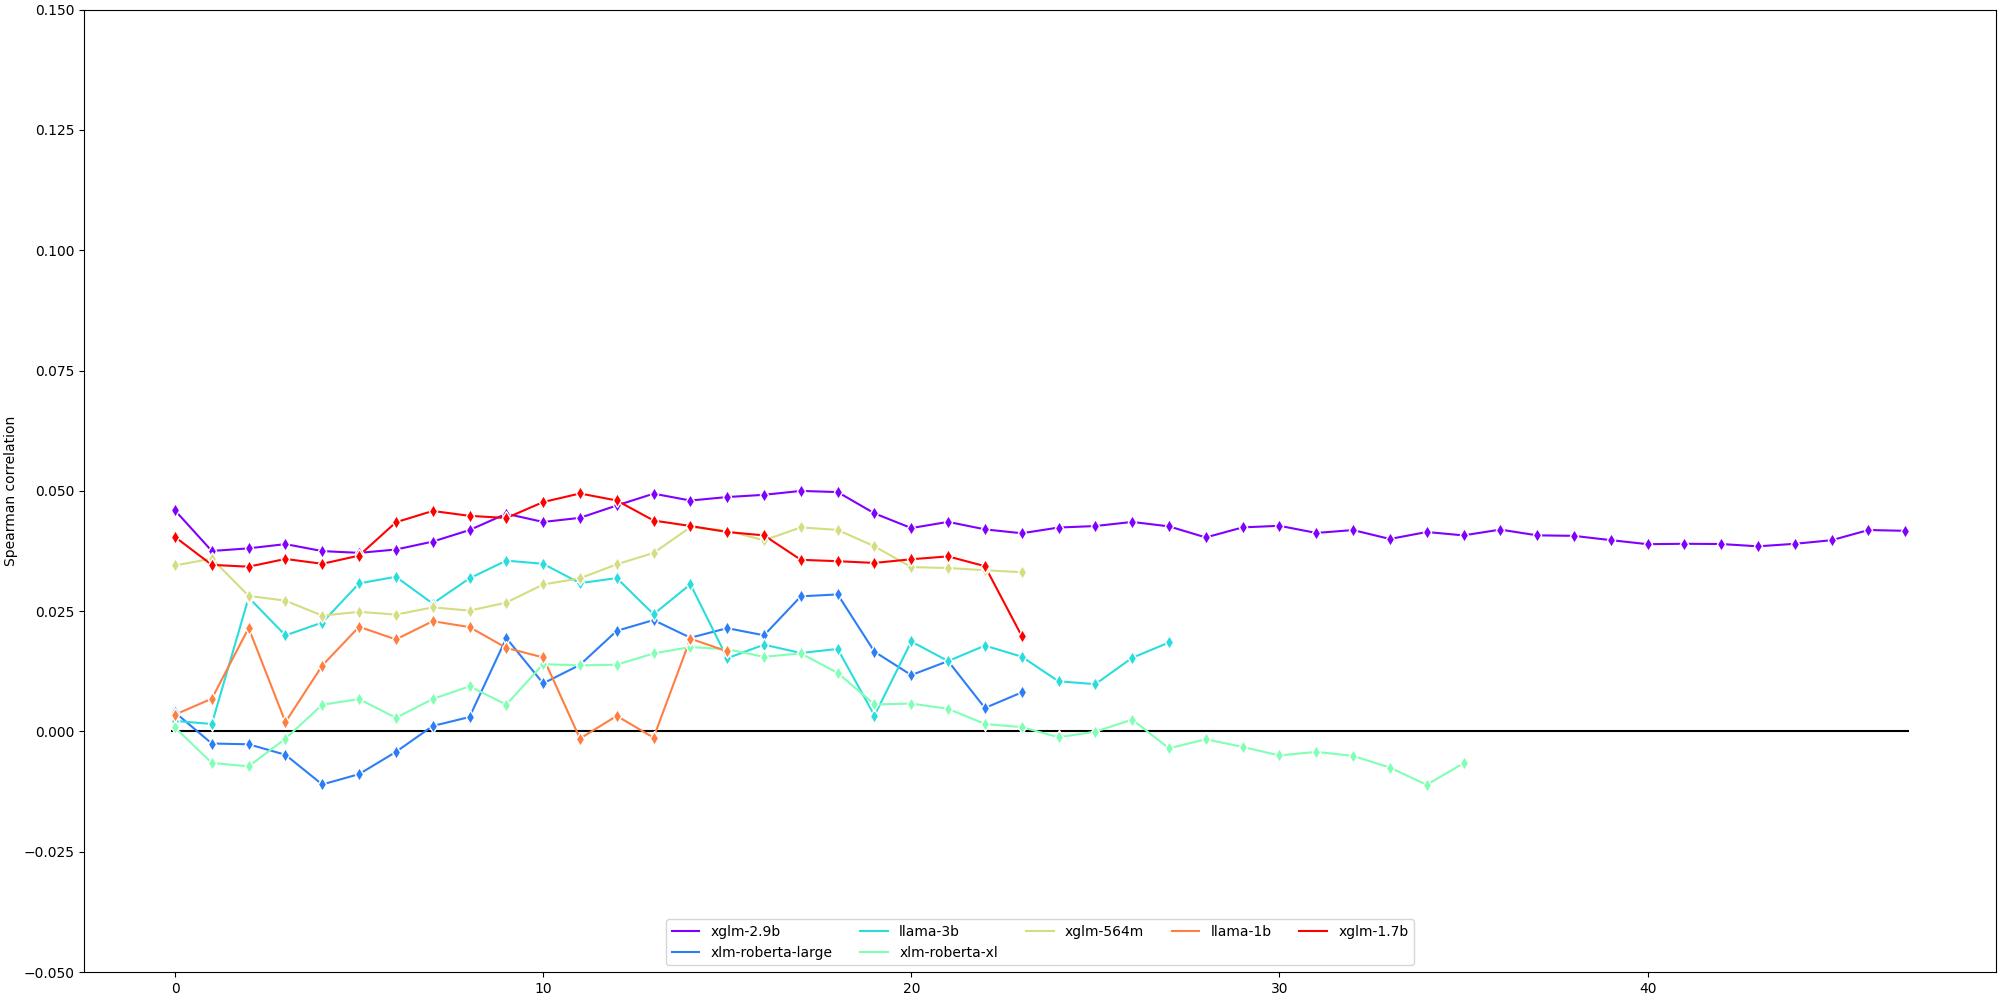 0.150
0.125
0.100
0.075
0.050
0.025
0.000
−0.025
−0.050
Spearman correlation
0 10 20 30 40
xglm-2.9b llama-3b xglm-564m llama-1b xglm-1.7b
xlm-roberta-large xlm-roberta-xl